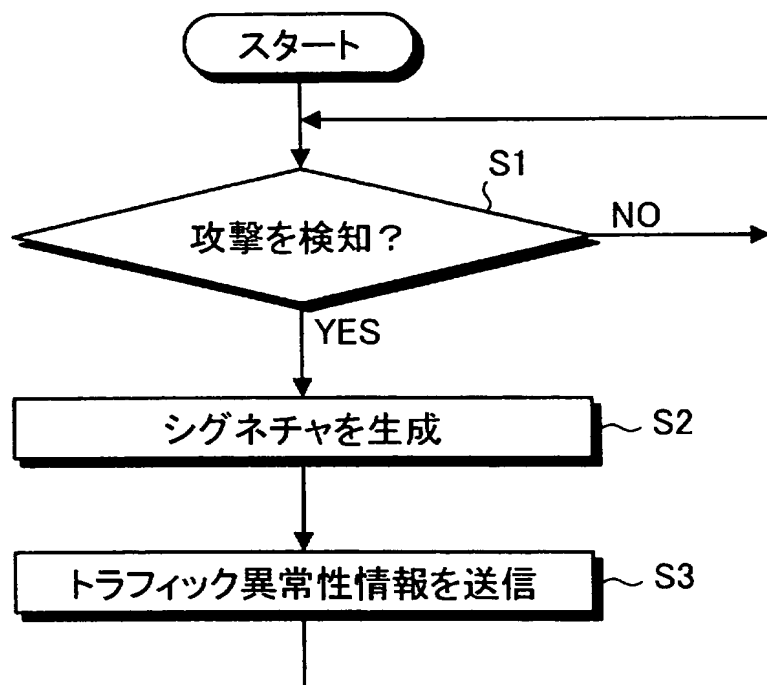 スタート
S1
攻撃を検知?
NO
YES
シグネチャを生成
S2
トラフィック異常性情報を送信
S3